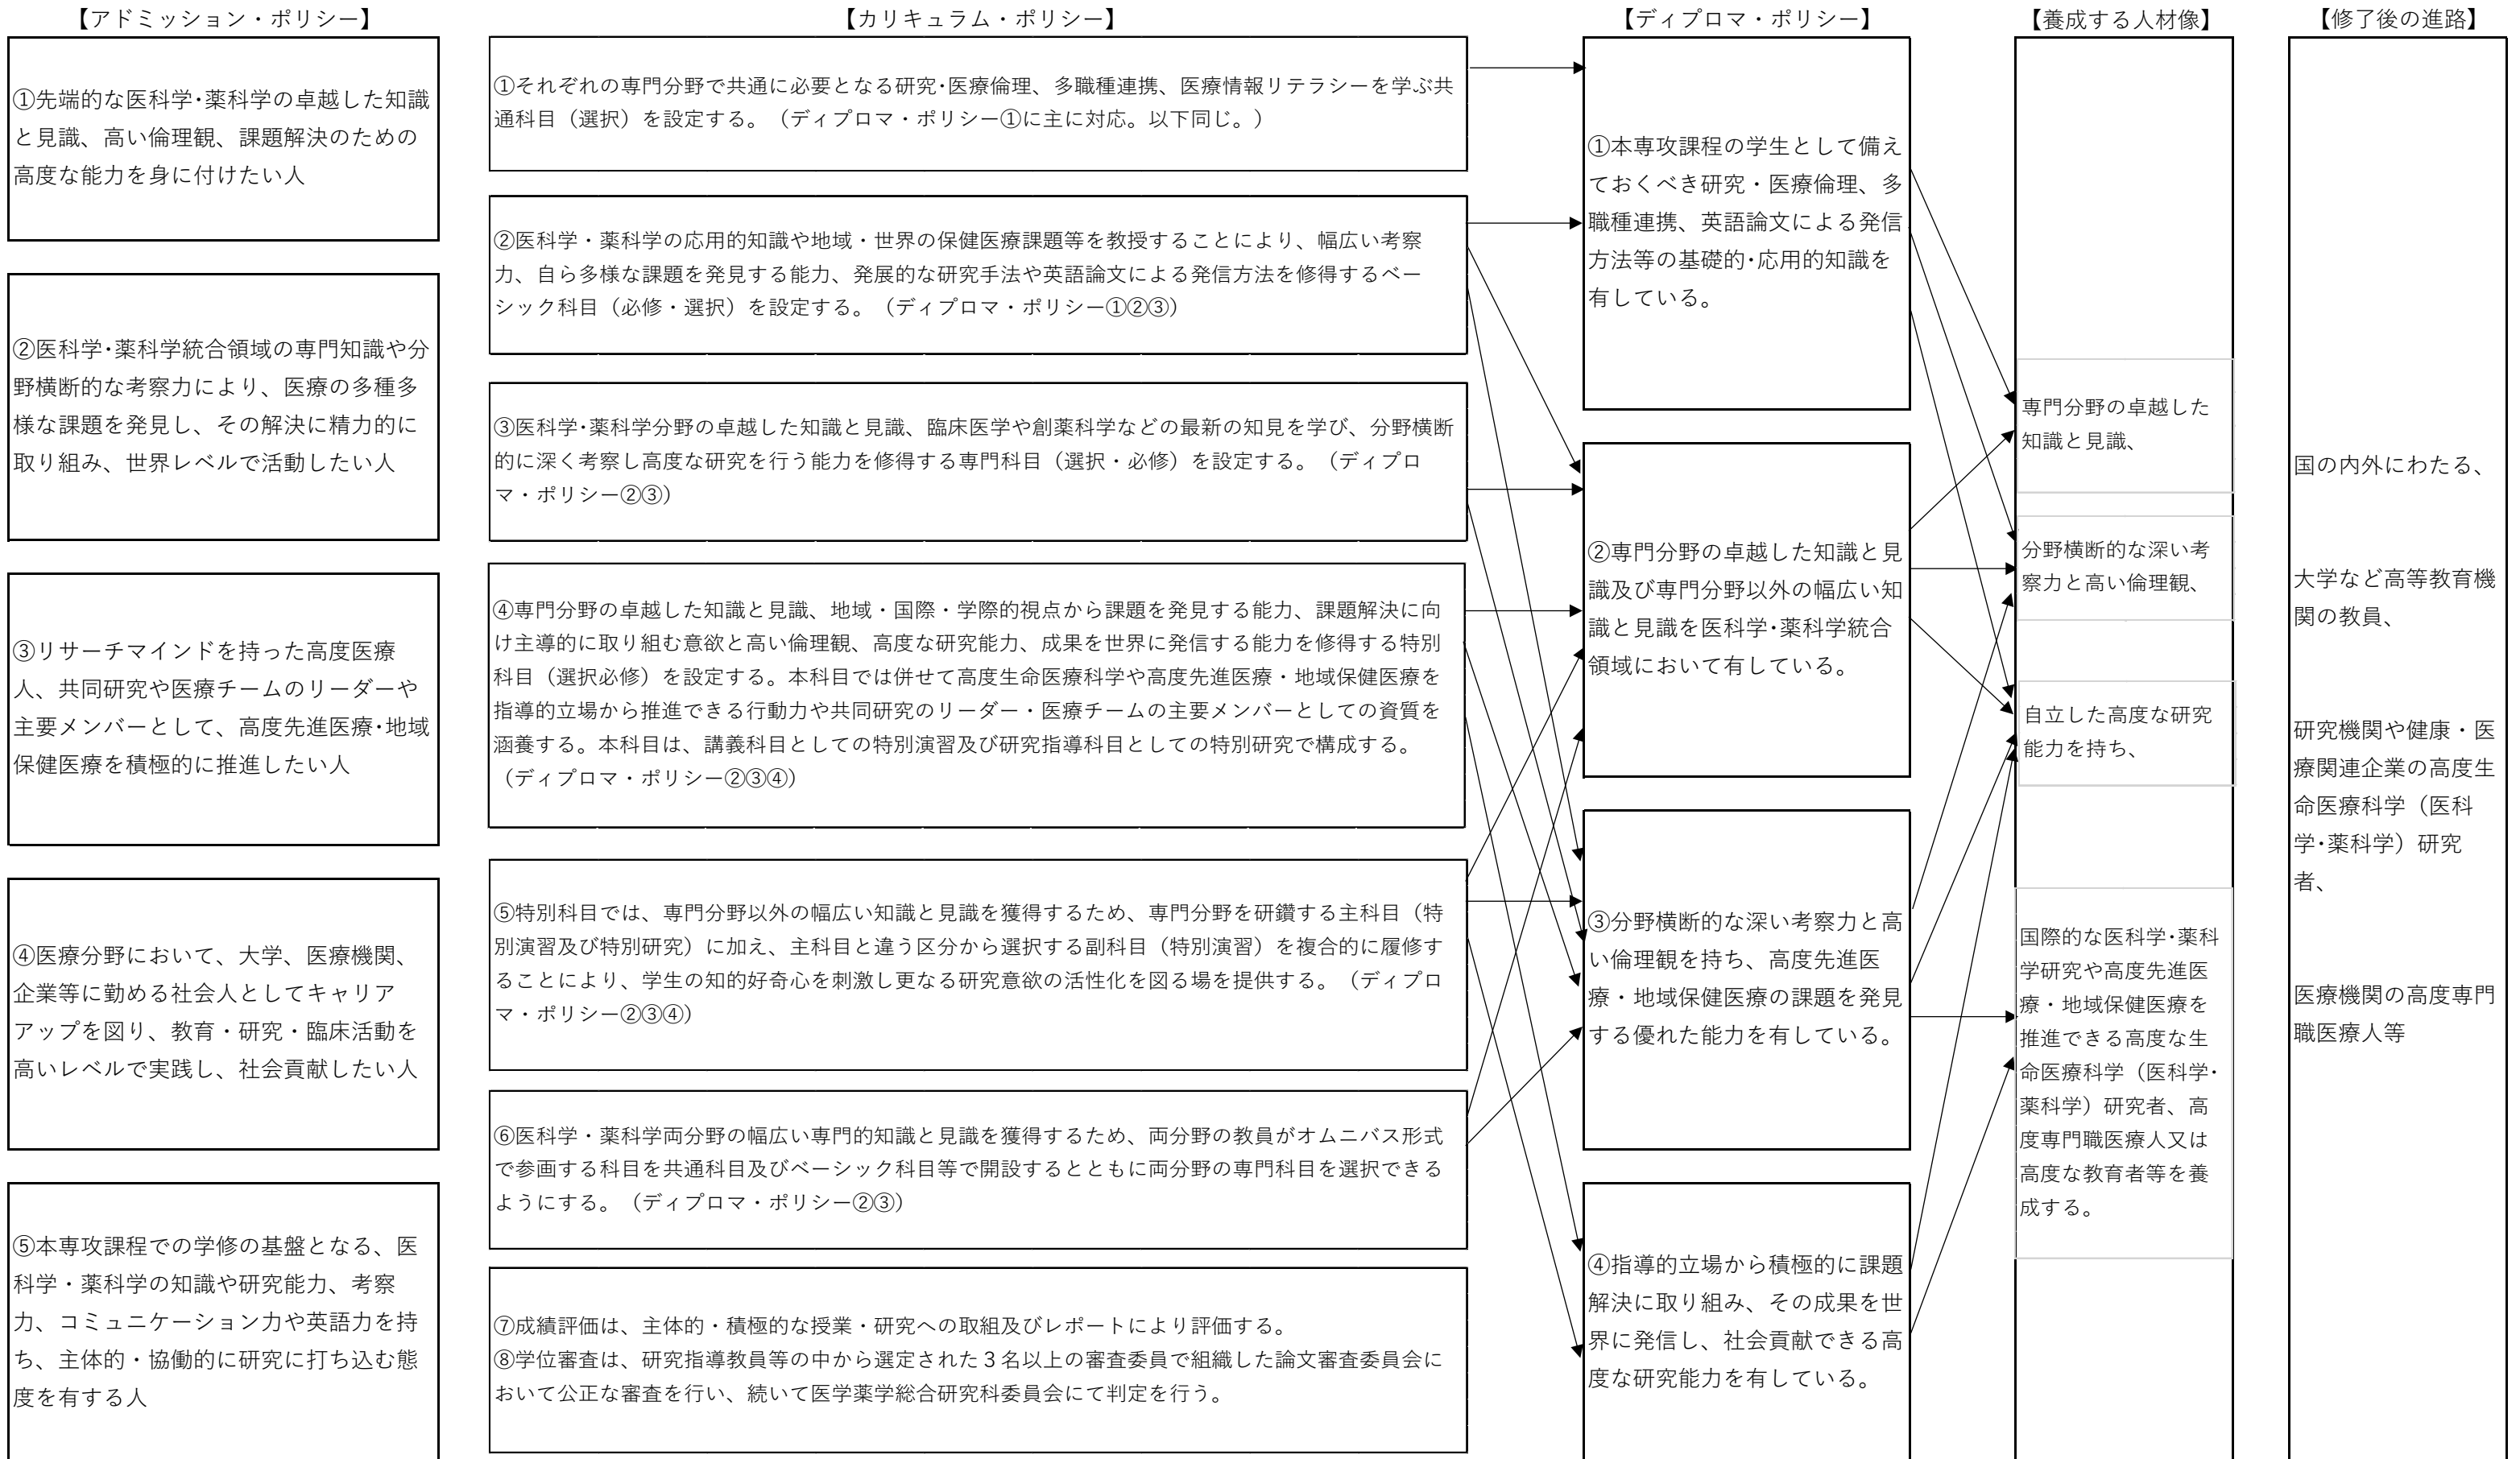 【アドミッション・ポリシー】
①先端的な医科学・薬科学の卓越した知識
と見識、高い倫理観、課題解決のための
高度な能力を身に付けたい人
②医科学・薬科学統合領域の専門知識や分
野横断的な考察力により、医療の多種多
様な課題を発見し、その解決に精力的に
取り組み、世界レベルで活動したい人
③リサーチマインドを持った高度医療
人、共同研究や医療チームのリーダーや
主要メンバーとして、高度先進医療・地域
保健医療を積極的に推進したい人
④医療分野において、大学、医療機関、
企業等に勤める社会人としてキャリア
アップを図り、教育・研究・臨床活動を
高いレベルで実践し、社会貢献したい人
⑤本専攻課程での学修の基盤となる、医
科学・薬科学の知識や研究能力、考察
力、コミュニケーション力や英語力を持
ち、主体的・協働的に研究に打ち込む態
度を有する人
【カリキュラム・ポリシー】
①それぞれの専門分野で共通に必要となる研究・医療倫理、多職種連携、医療情報リテラシーを学ぶ共
通科目（選択）を設定する。（ディプロマ・ポリシー①に主に対応。以下同じ。）
②医科学・薬科学の応用的知識や地域・世界の保健医療課題等を教授することにより、幅広い考察
力、自ら多様な課題を発見する能力、発展的な研究手法や英語論文による発信方法を修得するベー
シック科目（必修・選択）を設定する。（ディプロマ・ポリシー①②③）
③医科学・薬科学分野の卓越した知識と見識、臨床医学や創薬科学などの最新の知見を学び、分野横断
的に深く考察し高度な研究を行う能力を修得する専門科目（選択・必修）を設定する。（ディプロ
マ・ポリシー②③）
④専門分野の卓越した知識と見識、地域・国際・学際的視点から課題を発見する能力、課題解決に向
け主導的に取り組む意欲と高い倫理観、高度な研究能力、成果を世界に発信する能力を修得する特別
科目（選択必修）を設定する。本科目では併せて高度生命医療科学や高度先進医療・地域保健医療を
指導的立場から推進できる行動力や共同研究のリーダー・医療チームの主要メンバーとしての資質を
涵養する。本科目は、講義科目としての特別演習及び研究指導科目としての特別研究で構成する。
（ディプロマ・ポリシー②③④）
⑤特別科目では、専門分野以外の幅広い知識と見識を獲得するため、専門分野を研鑽する主科目（特
別演習及び特別研究）に加え、主科目と違う区分から選択する副科目（特別演習）を複合的に履修す
ることにより、学生の知的好奇心を刺激し更なる研究意欲の活性化を図る場を提供する。（ディプロ
マ・ポリシー②③④）
⑥医科学・薬科学両分野の幅広い専門的知識と見識を獲得するため、両分野の教員がオムニバス形式
で参画する科目を共通科目及びベーシック科目等で開設するとともに両分野の専門科目を選択できる
ようにする。（ディプロマ・ポリシー②③）
⑦成績評価は、主体的・積極的な授業・研究への取組及びレポートにより評価する。
⑧学位審査は、研究指導教員等の中から選定された３名以上の審査委員で組織した論文審査委員会に
おいて公正な審査を行い、続いて医学薬学総合研究科委員会にて判定を行う。
【ディプロマ・ポリシー】
①本専攻課程の学生として備え
ておくべき研究・医療倫理、多
職種連携、英語論文による発信
方法等の基礎的・応用的知識を
有している。
②専門分野の卓越した知識と見
識及び専門分野以外の幅広い知
識と見識を医科学・薬科学統合
領域において有している。
③分野横断的な深い考察力と高
い倫理観を持ち、高度先進医
療・地域保健医療の課題を発見
する優れた能力を有している。
④指導的立場から積極的に課題
解決に取り組み、その成果を世
界に発信し、社会貢献できる高
度な研究能力を有している。
【養成する人材像】
専門分野の卓越した
知識と見識、
分野横断的な深い考
察力と高い倫理観、
自立した高度な研究
能力を持ち、
国際的な医科学・薬科
学研究や高度先進医
療・地域保健医療を
推進できる高度な生
命医療科学（医科学・
薬科学）研究者、高
度専門職医療人又は
高度な教育者等を養
成する。
【修了後の進路】
国の内外にわたる、
大学など高等教育機
関の教員、
研究機関や健康・医
療関連企業の高度生
命医療科学（医科
学・薬科学）研究
者、
医療機関の高度専門
職医療人等